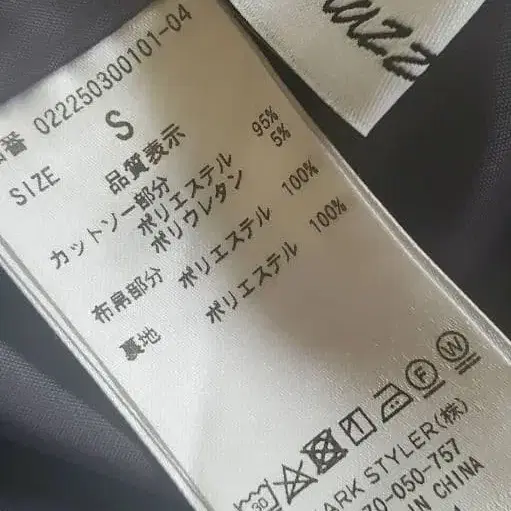 品番 022250300101-04
SIZE S
品質表示
カットソー部分 ポリエステル 95%
ポリウレタン 5%
布帛部分 ポリエステル 100%
裏地 ポリエステル 100%
30 F W
MARK STYLER(株)
70-050-757
IN CHINA